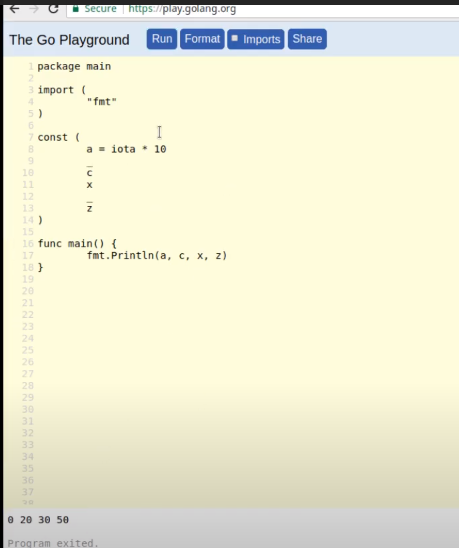 Secure https://play.golang.org
The Go Playground Run Format Imports Share
1 package main
2
3 import (
4 "fmt"
5 )
6
7 const (
8 a = iota * 10
9 _
10 c
11 x
12 _
13 z
14 )
15
16 func main() {
17 fmt.Println(a, c, x, z)
18 }
19
20
21
22
23
24
25
26
27
28
29
30
31
32
33
34
35
36
37
38
0 20 30 50
Program exited.